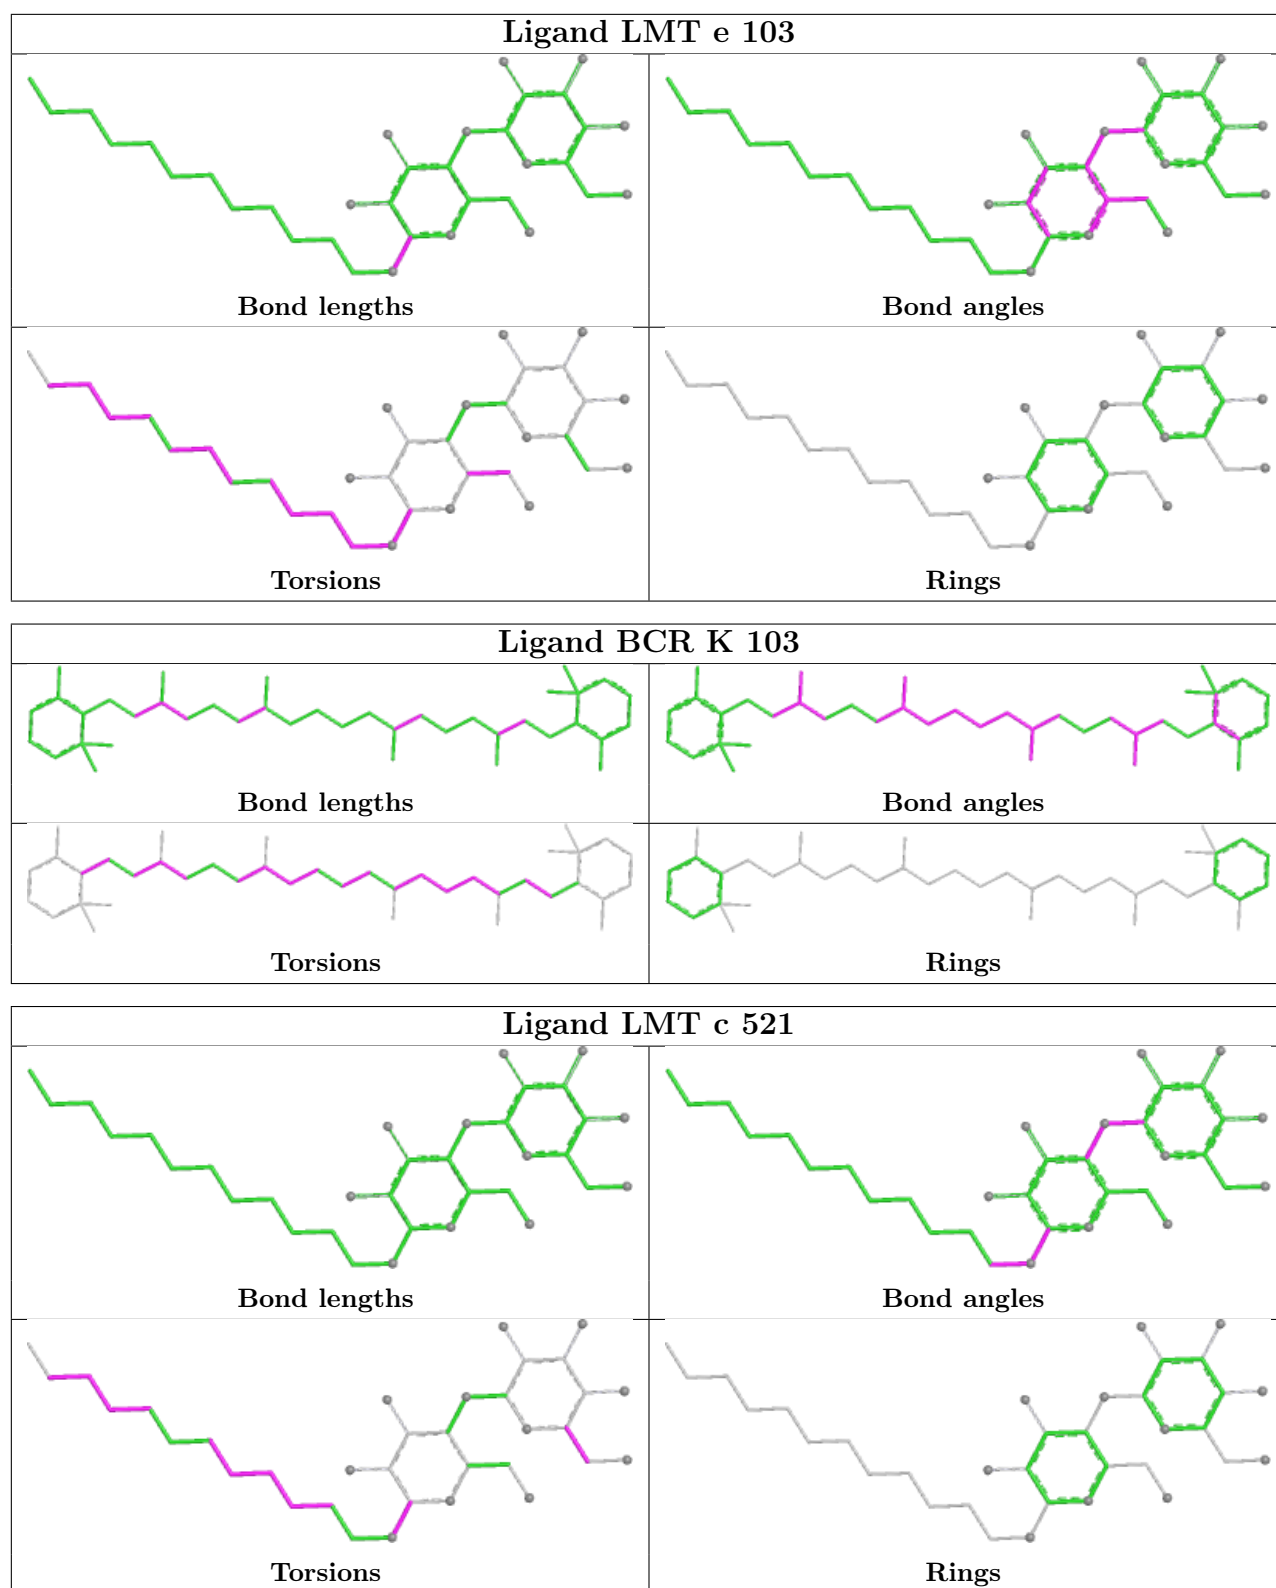 Ligand LMT e 103
Bond lengths
Bond angles
Torsions
Rings
Ligand BCR K 103
Bond lengths
Bond angles
Torsions
Rings
Ligand LMT c 521
Bond lengths
Bond angles
Torsions
Rings